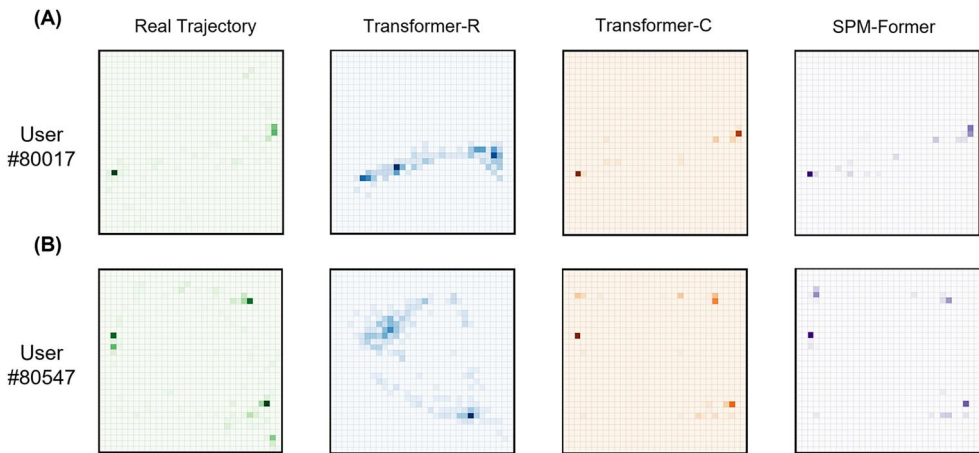 (A)
Real Trajectory
Transformer-R
Transformer-C
SPM-Former
User
#80017
(B)
User
#80547